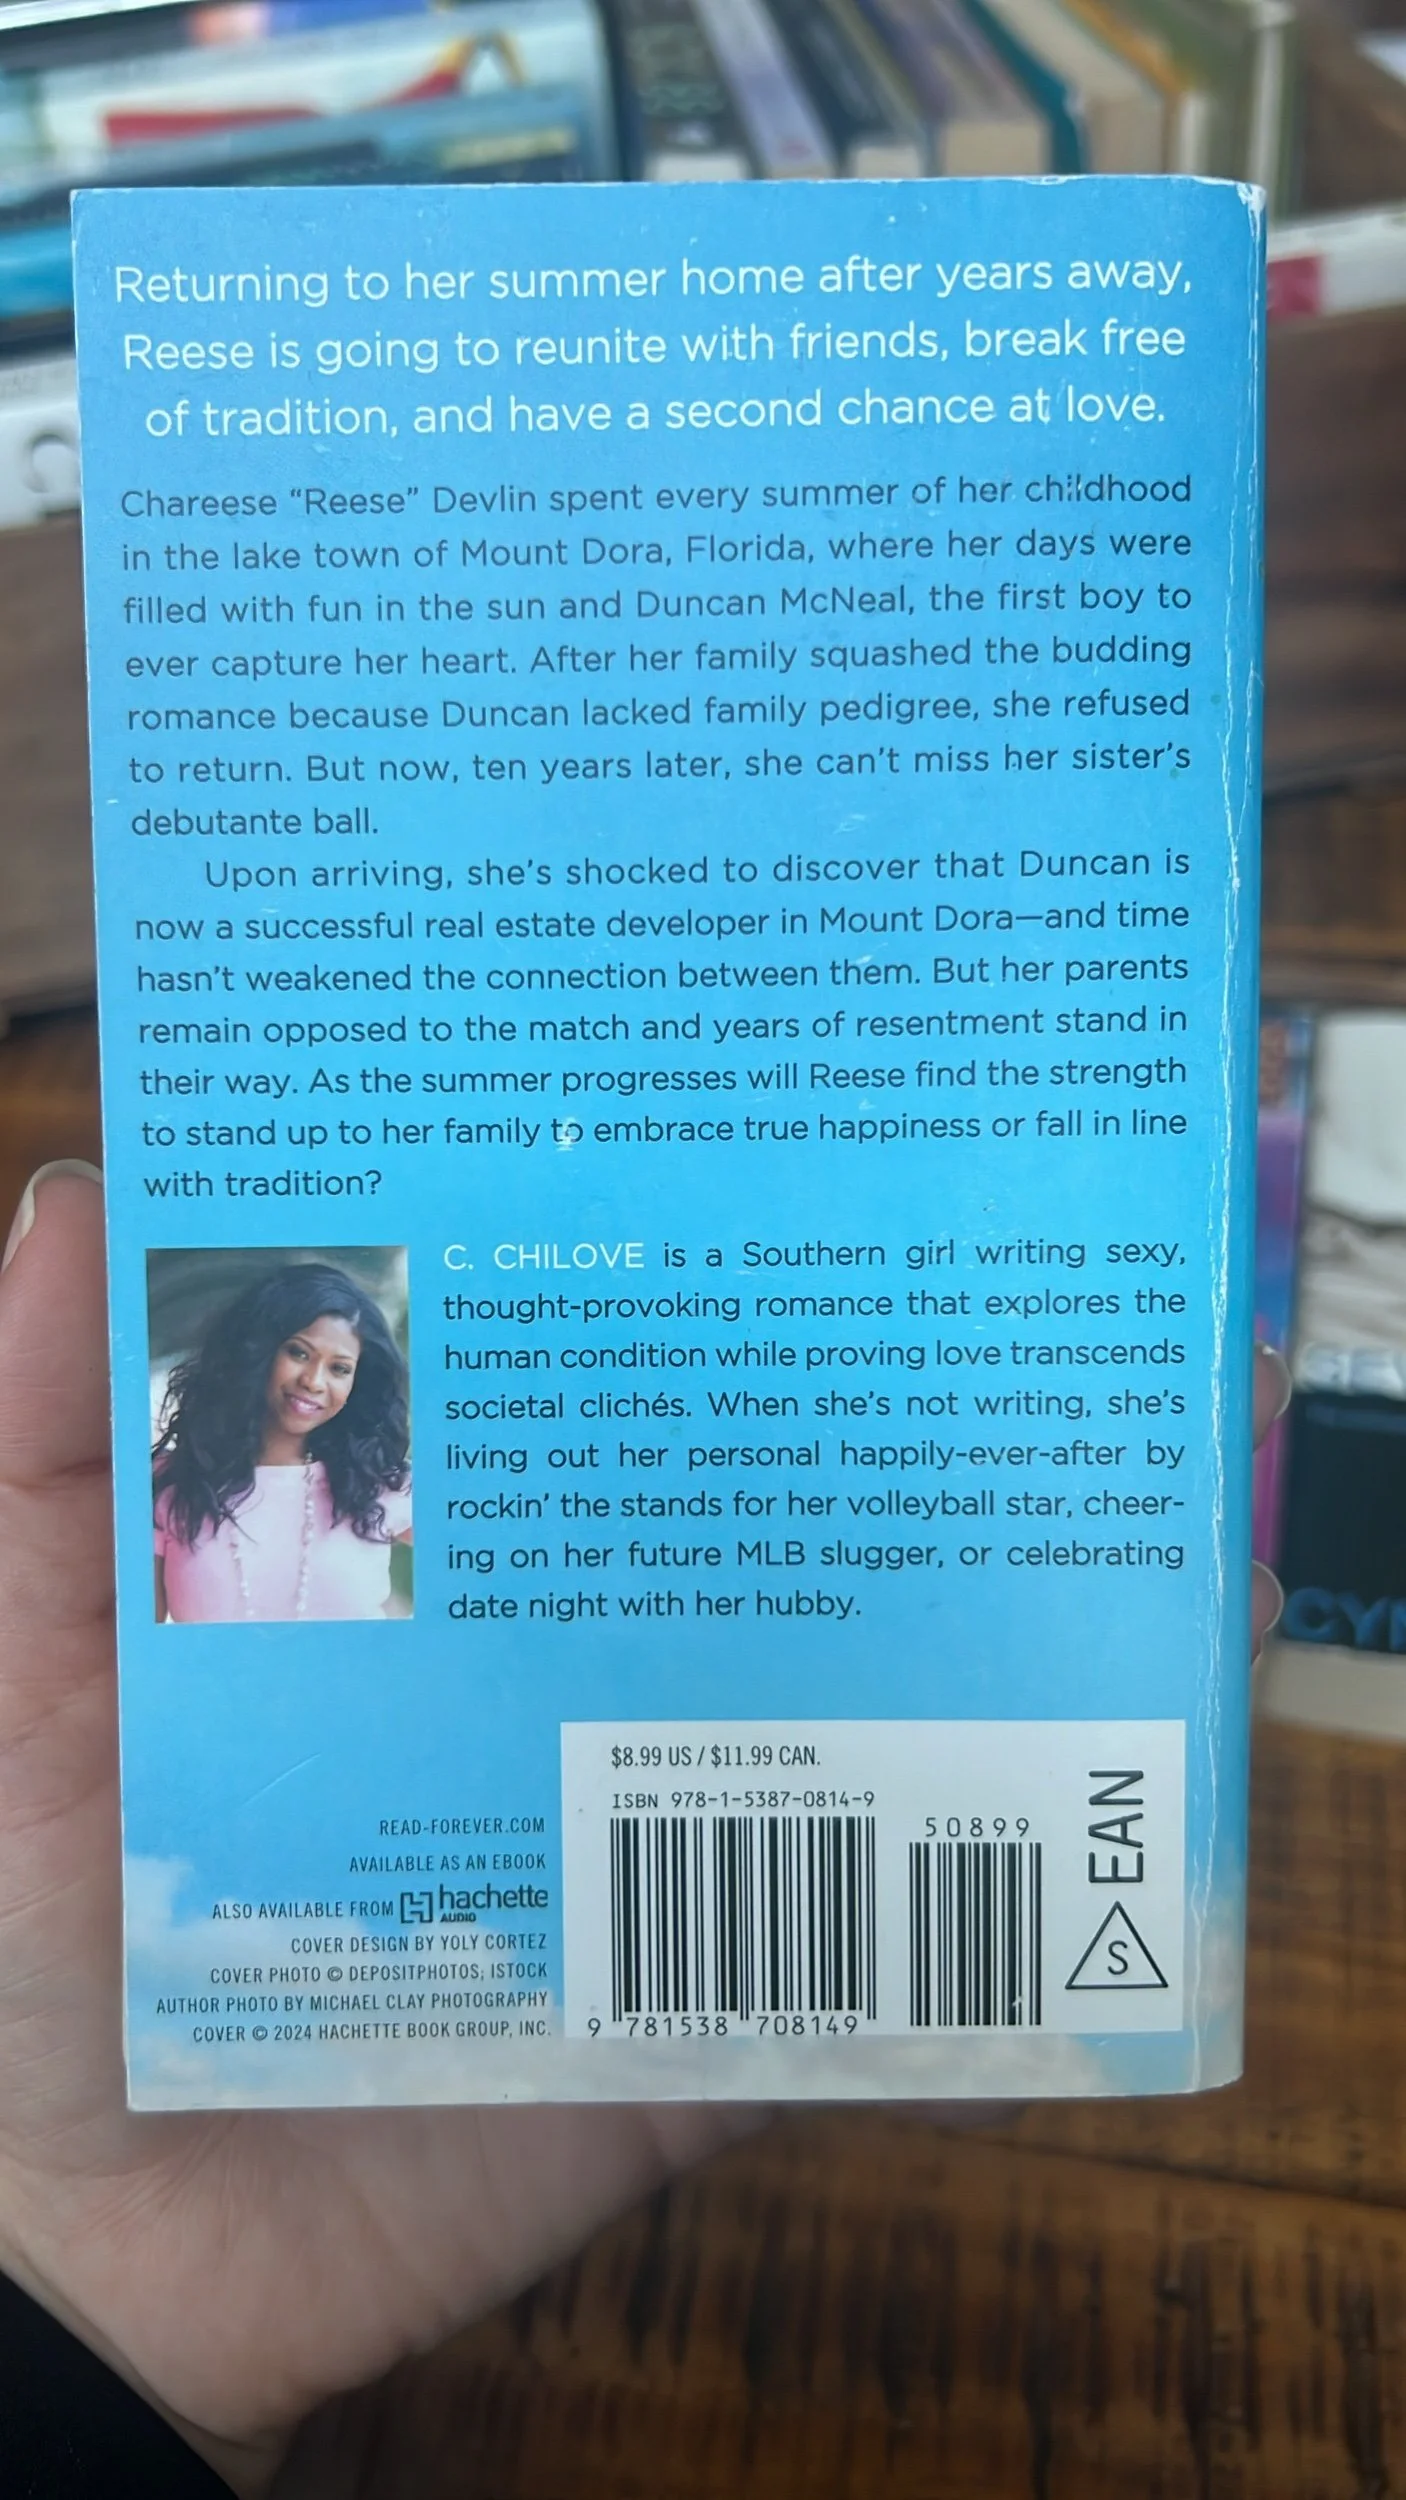 Returning to her summer home after years away,
Reese is going to reunite with friends, break free
of tradition, and have a second chance at love.
Chareese “Reese” Devlin spent every summer of her childhood
in the lake town of Mount Dora, Florida, where her days were
filled with fun in the sun and Duncan McNeal, the first boy to
ever capture her heart. After her family squashed the budding
romance because Duncan lacked family pedigree, she refused
to return. But now, ten years later, she can’t miss her sister’s
debutante ball.
Upon arriving, she’s shocked to discover that Duncan is
now a successful real estate developer in Mount Dora—and time
hasn’t weakened the connection between them. But her parents
remain opposed to the match and years of resentment stand in
their way. As the summer progresses will Reese find the strength
to stand up to her family to embrace true happiness or fall in line
with tradition?
C. CHILOVE is a Southern girl writing sexy,
thought-provoking romance that explores the
human condition while proving love transcends
societal clichés. When she’s not writing, she’s
living out her personal happily-ever-after by
rockin’ the stands for her volleyball star, cheer-
ing on her future MLB slugger, or celebrating
date night with her hubby.
READ-FOREVER.COM
AVAILABLE AS AN EBOOK
ALSO AVAILABLE FROM hachette
AUDIO
COVER DESIGN BY YOLY CORTEZ
COVER PHOTO © DEPOSITPHOTOS; ISTOCK
AUTHOR PHOTO BY MICHAEL CLAY PHOTOGRAPHY
COVER © 2024 HACHETTE BOOK GROUP, INC.
$8.99 US / $11.99 CAN.
ISBN 978-1-5387-0814-9
50899
9 781538 708149
EAN
S